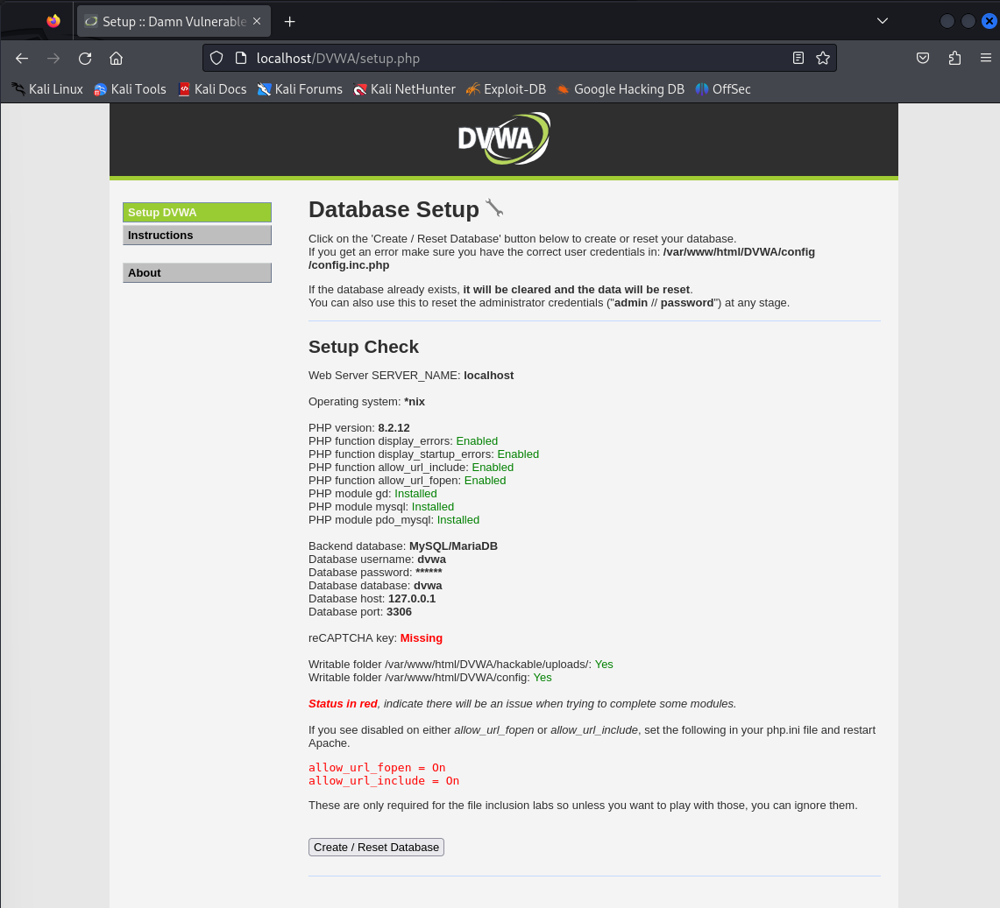 Setup :: Damn Vulnerable
localhost/DVWA/setup.php
Kali Linux Kali Tools Kali Docs Kali Forums Kali NetHunter Exploit-DB Google Hacking DB OffSec
DVWA
Setup DVWA
Instructions
About
Database Setup
Click on the 'Create / Reset Database' button below to create or reset your database.
If you get an error make sure you have the correct user credentials in: /var/www/html/DVWA/config
/config.inc.php
If the database already exists, it will be cleared and the data will be reset.
You can also use this to reset the administrator credentials ("admin // password") at any stage.
Setup Check
Web Server SERVER_NAME: localhost
Operating system: *nix
PHP version: 8.2.12
PHP function display_errors: Enabled
PHP function display_startup_errors: Enabled
PHP function allow_url_include: Enabled
PHP function allow_url_fopen: Enabled
PHP module gd: Installed
PHP module mysql: Installed
PHP module pdo_mysql: Installed
Backend database: MySQL/MariaDB
Database username: dvwa
Database password: ******
Database database: dvwa
Database host: 127.0.0.1
Database port: 3306
reCAPTCHA key: Missing
Writable folder /var/www/html/DVWA/hackable/uploads/: Yes
Writable folder /var/www/html/DVWA/config: Yes
Status in red, indicate there will be an issue when trying to complete some modules.
If you see disabled on either allow_url_fopen or allow_url_include, set the following in your php.ini file and restart
Apache.
allow_url_fopen = On
allow_url_include = On
These are only required for the file inclusion labs so unless you want to play with those, you can ignore them.
Create / Reset Database